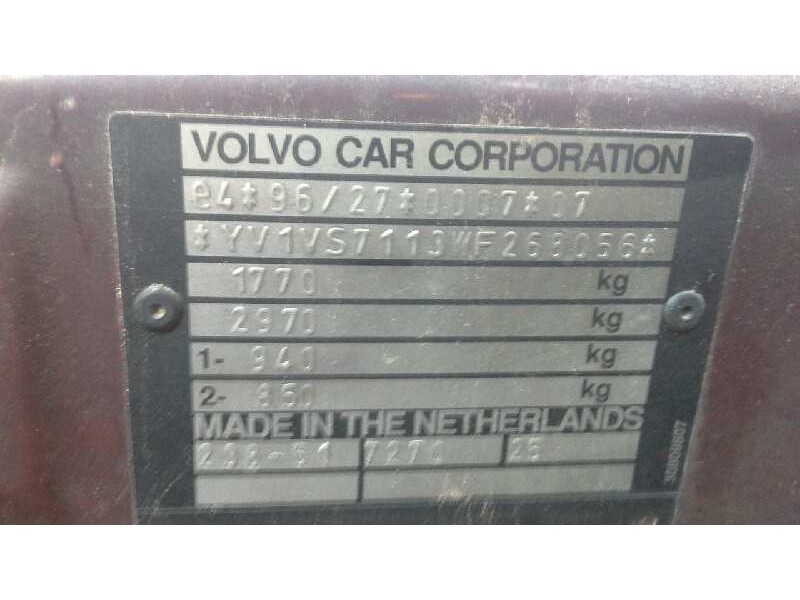 VOLVO CAR CORPORATION
e4*96/27*0007*07
*YV1VS7113WF268056*
1770 kg
2970 kg
1- 940 kg
2- 850 kg
MADE IN THE NETHERLANDS
25